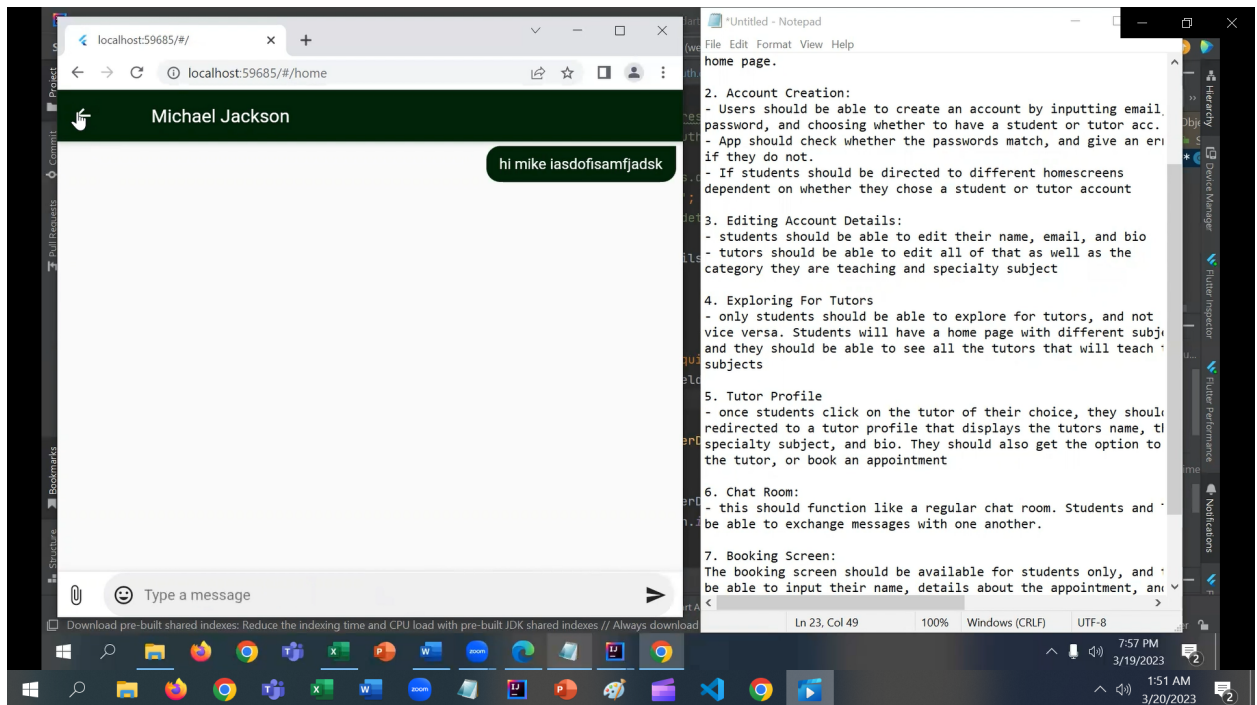 localhost:59685/#/
localhost:59685/#/home
Michael Jackson
hi mike iasdofisamfjadsk
Type a message
Project
Commit
Pull Requests
Bookmarks
Structure
Download pre-built shared indexes: Reduce the indexing time and CPU load with pre-built JDK shared indexes // Always download
*Untitled - Notepad
File Edit Format View Help
home page.
2. Account Creation:
- Users should be able to create an account by inputting email,
password, and choosing whether to have a student or tutor acc.
- App should check whether the passwords match, and give an err
if they do not.
- If students should be directed to different homescreens
dependent on whether they chose a student or tutor account
3. Editing Account Details:
- students should be able to edit their name, email, and bio
- tutors should be able to edit all of that as well as the
category they are teaching and specialty subject
4. Exploring For Tutors
- only students should be able to explore for tutors, and not
vice versa. Students will have a home page with different subje
and they should be able to see all the tutors that will teach
subjects
5. Tutor Profile
- once students click on the tutor of their choice, they shoul
redirected to a tutor profile that displays the tutors name,
specialty subject, and bio. They should also get the option to
the tutor, or book an appointment
6. Chat Room:
- this should function like a regular chat room. Students and
be able to exchange messages with one another.
7. Booking Screen:
The booking screen should be available for students only, and
be able to input their name, details about the appointment, and
Ln 23, Col 49 100% Windows (CRLF) UTF-8
Hierarchy
Device Manager
Flutter Inspector
Flutter Performance
Notifications
7:57 PM
3/19/2023
2
1:51 AM
3/20/2023
2